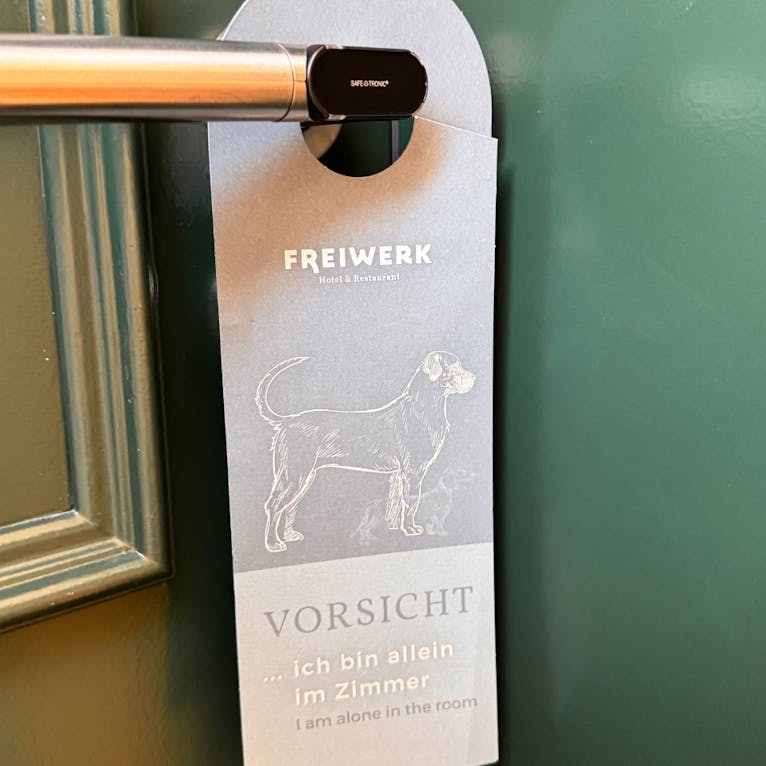 SAFE-O-TRONIC®
FREIWERK
Hotel & Restaurant
VORSICHT
... ich bin allein
im Zimmer
I am alone in the room